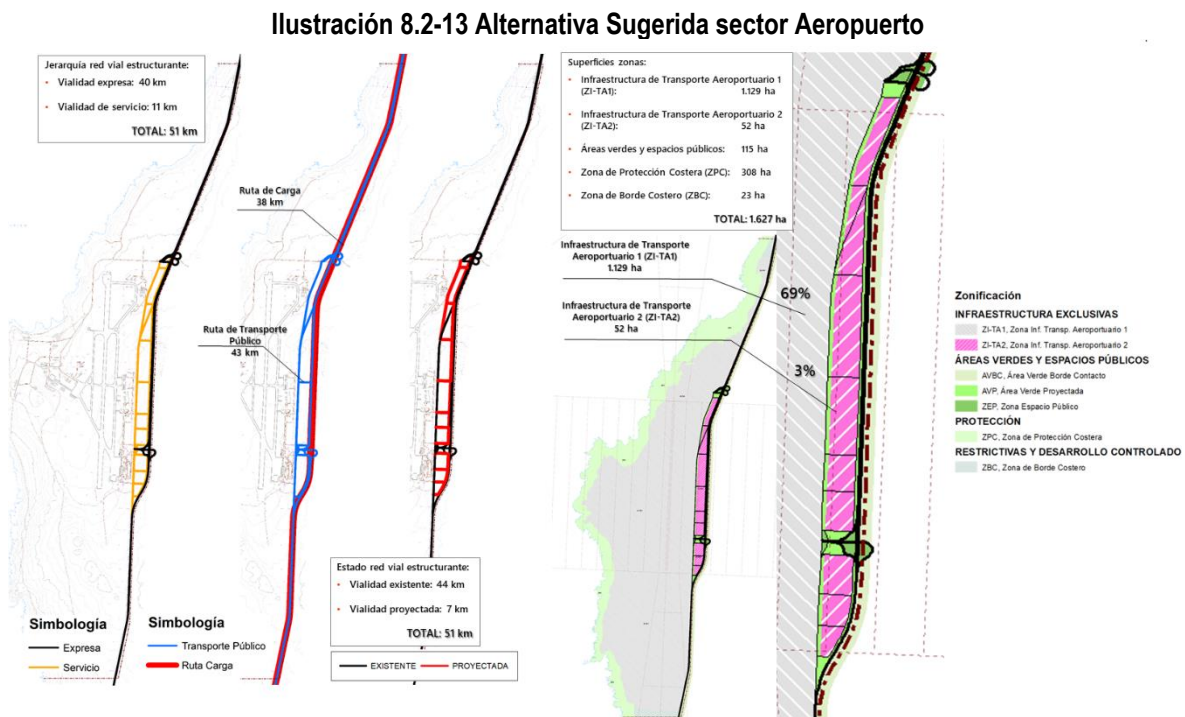 Ilustración 8.2-13 Alternativa Sugerida sector Aeropuerto
Jerarquía red vial estructurante:
• Vialidad expresa: 40 km
• Vialidad de servicio: 11 km
TOTAL: 51 km
Ruta de Carga
38 km
Ruta de Transporte
Público
43 km
Estado red vial estructurante:
• Vialidad existente: 44 km
• Vialidad proyectada: 7 km
TOTAL: 51 km
Simbología
Expresa
Servicio
Simbología
Transporte Público
Ruta Carga
EXISTENTE
PROYECTADA
Superficies zonas:
• Infraestructura de Transporte Aeroportuario 1
(ZI-TA1): 1.129 ha
• Infraestructura de Transporte Aeroportuario 2
(ZI-TA2): 52 ha
• Áreas verdes y espacios públicos: 115 ha
• Zona de Protección Costera (ZPC): 308 ha
• Zona de Borde Costero (ZBC): 23 ha
TOTAL: 1.627 ha
Infraestructura de Transporte
Aeroportuario 1 (ZI-TA1)
1.129 ha
69%
Infraestructura de Transporte
Aeroportuario 2 (ZI-TA2)
52 ha
3%
Zonificación
INFRAESTRUCTURA EXCLUSIVAS
ZI-TA1, Zona Inf. Transp. Aeroportuario 1
ZI-TA2, Zona Inf. Transp. Aeroportuario 2
ÁREAS VERDES Y ESPACIOS PÚBLICOS
AVBC, Área Verde Borde Contacto
AVP, Área Verde Proyectada
ZEP, Zona Espacio Público
PROTECCIÓN
ZPC, Zona de Protección Costera
RESTRICTIVAS Y DESARROLLO CONTROLADO
ZBC, Zona de Borde Costero